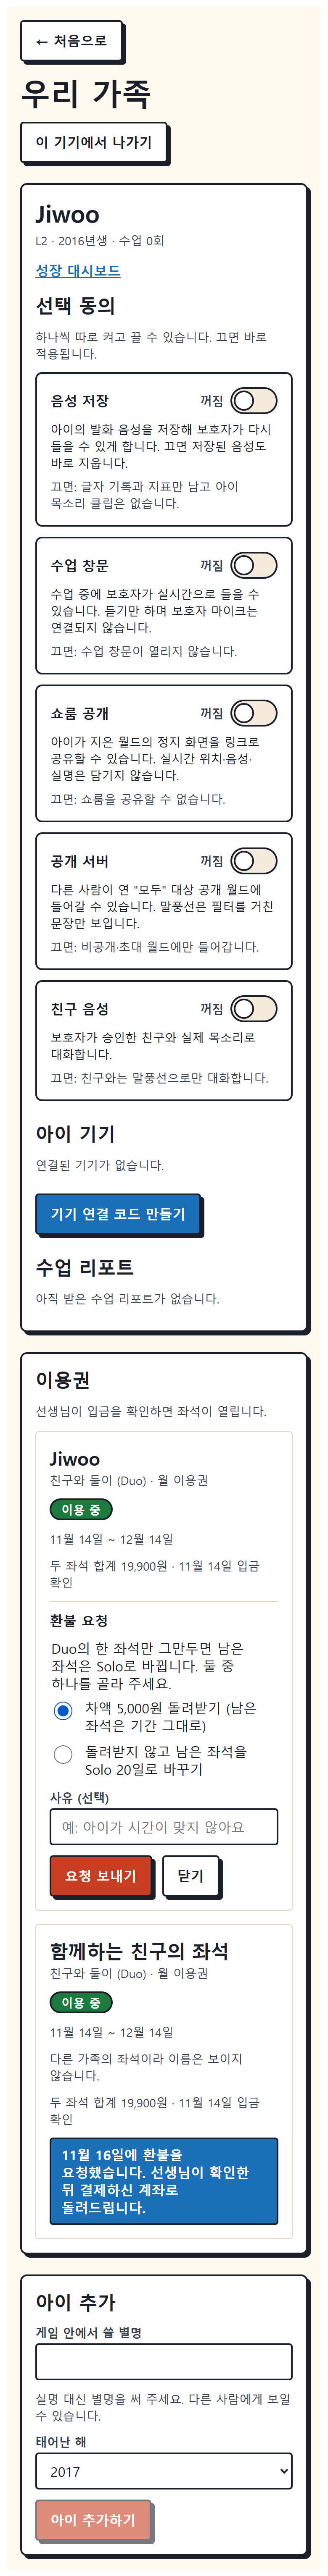 ← 처음으로
우리 가족
이 기기에서 나가기
Jiwoo
L2 · 2016년생 · 수업 0회
성장 대시보드
선택 동의
하나씩 따로 켜고 끌 수 있습니다. 끄면 바로
적용됩니다.
음성 저장 꺼짐
아이의 발화 음성을 저장해 보호자가 다시
들을 수 있게 합니다. 끄면 저장된 음성도
바로 지웁니다.
끄면: 글자 기록과 지표만 남고 아이
목소리 클립은 없습니다.
수업 창문 꺼짐
수업 중에 보호자가 실시간으로 들을 수
있습니다. 듣기만 하며 보호자 마이크는
연결되지 않습니다.
끄면: 수업 창문이 열리지 않습니다.
쇼룸 공개 꺼짐
아이가 지은 월드의 정지 화면을 링크로
공유할 수 있습니다. 실시간 위치·음성·
실명은 담기지 않습니다.
끄면: 쇼룸을 공유할 수 없습니다.
공개 서버 꺼짐
다른 사람이 연 "모두" 대상 공개 월드에
들어갈 수 있습니다. 말풍선은 필터를 거친
문장만 보입니다.
끄면: 비공개·초대 월드에만 들어갑니다.
친구 음성 꺼짐
보호자가 승인한 친구와 실제 목소리로
대화합니다.
끄면: 친구와는 말풍선으로만 대화합니다.
아이 기기
연결된 기기가 없습니다.
기기 연결 코드 만들기
수업 리포트
아직 받은 수업 리포트가 없습니다.
이용권
선생님이 입금을 확인하면 좌석이 열립니다.
Jiwoo
친구와 둘이 (Duo) · 월 이용권
이용 중
11월 14일 ~ 12월 14일
두 좌석 합계 19,900원 · 11월 14일 입금
확인
환불 요청
Duo의 한 좌석만 그만두면 남은
좌석은 Solo로 바뀝니다. 둘 중
하나를 골라 주세요.
차액 5,000원 돌려받기 (남은
좌석은 기간 그대로)
돌려받지 않고 남은 좌석을
Solo 20일로 바꾸기
사유 (선택)
예: 아이가 시간이 맞지 않아요
요청 보내기 닫기
함께하는 친구의 좌석
친구와 둘이 (Duo) · 월 이용권
이용 중
11월 14일 ~ 12월 14일
다른 가족의 좌석이라 이름은 보이지
않습니다.
두 좌석 합계 19,900원 · 11월 14일 입금
확인
11월 16일에 환불을
요청했습니다. 선생님이 확인한
뒤 결제하신 계좌로
돌려드립니다.
아이 추가
게임 안에서 쓸 별명
실명 대신 별명을 써 주세요. 다른 사람에게 보일
수 있습니다.
태어난 해
2017
아이 추가하기